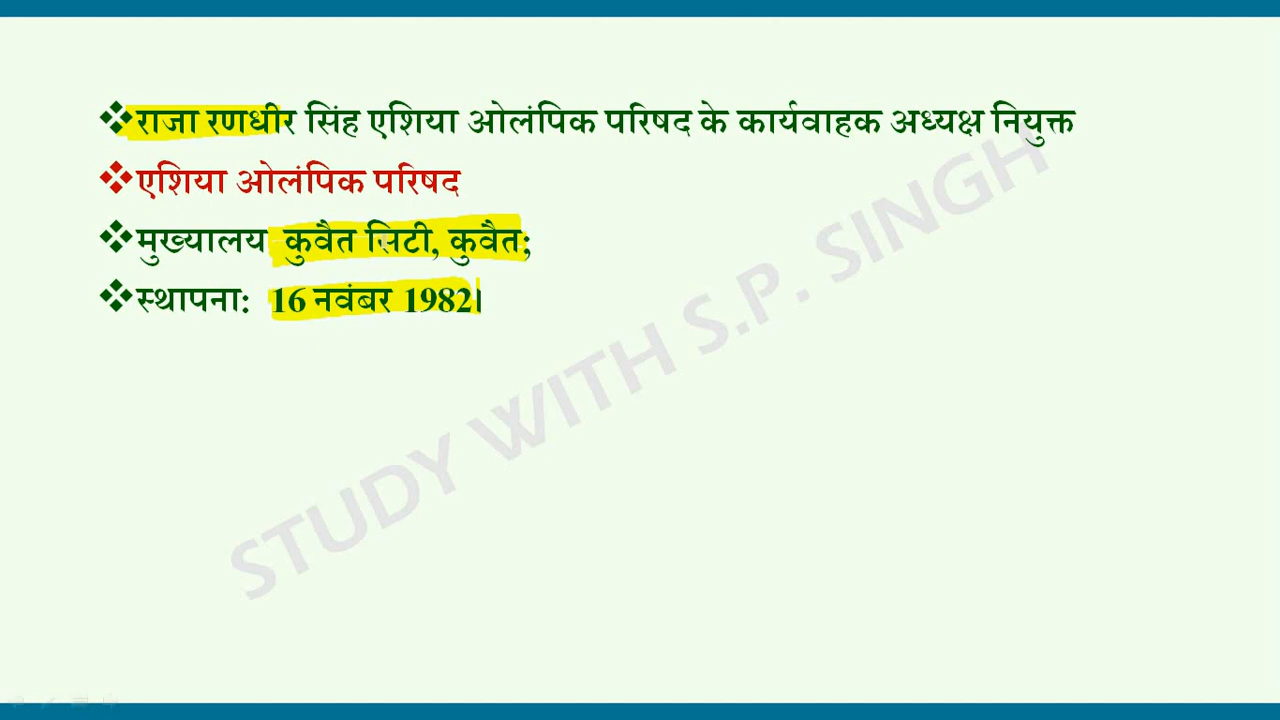 ❖राजा रणधीर सिंह एशिया ओलंपिक परिषद के कार्यवाहक अध्यक्ष नियुक्त
❖एशिया ओलंपिक परिषद
❖मुख्यालय कुवैत सिटी, कुवैत;
❖स्थापना: 16 नवंबर 1982।
STUDY WITH S.P. SINGH